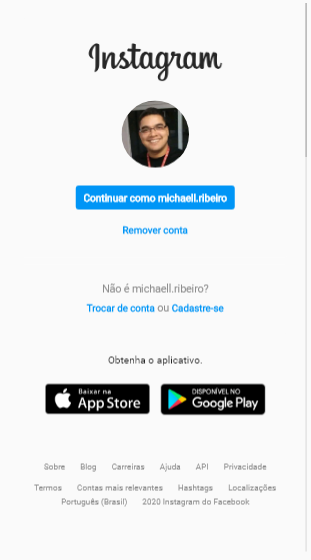 Instagram
Continuar como michaell.ribeiro
Remover conta
Não é michaell.ribeiro?
Trocar de conta ou Cadastre-se
Obtenha o aplicativo.
Baixar na
App Store
DISPONÍVEL NO
Google Play
Sobre Blog Carreiras Ajuda API Privacidade
Termos Contas mais relevantes Hashtags Localizações
Português (Brasil) 2020 Instagram do Facebook